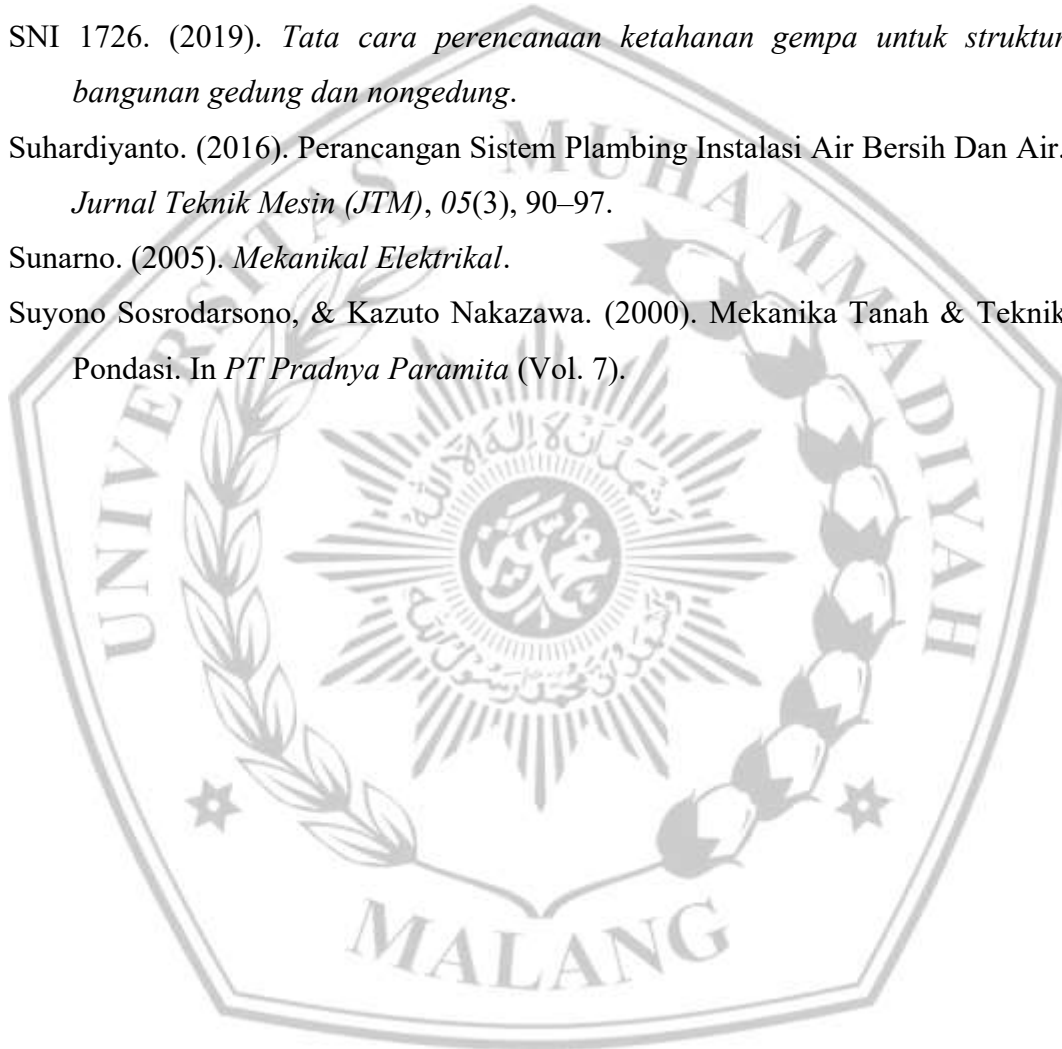 SNI 1726. (2019). Tata cara perencanaan ketahanan gempa untuk struktur
bangunan gedung dan nongedung.
Suhardiyanto. (2016). Perancangan Sistem Plambing Instalasi Air Bersih Dan Air.
Jurnal Teknik Mesin (JTM), 05(3), 90–97.
Sunarno. (2005). Mekanikal Elektrikal.
Suyono Sosrodarsono, & Kazuto Nakazawa. (2000). Mekanika Tanah & Teknik
Pondasi. In PT Pradnya Paramita (Vol. 7).
UNIVERSITAS MUHAMMADIYAH
MALANG